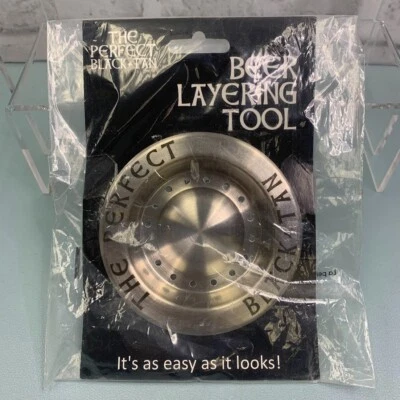 THE
PERFECT
BLACK+TAN
BEER
LAYERING
TOOL
THE PERFECT
BLACK+TAN
It's as easy as it looks!